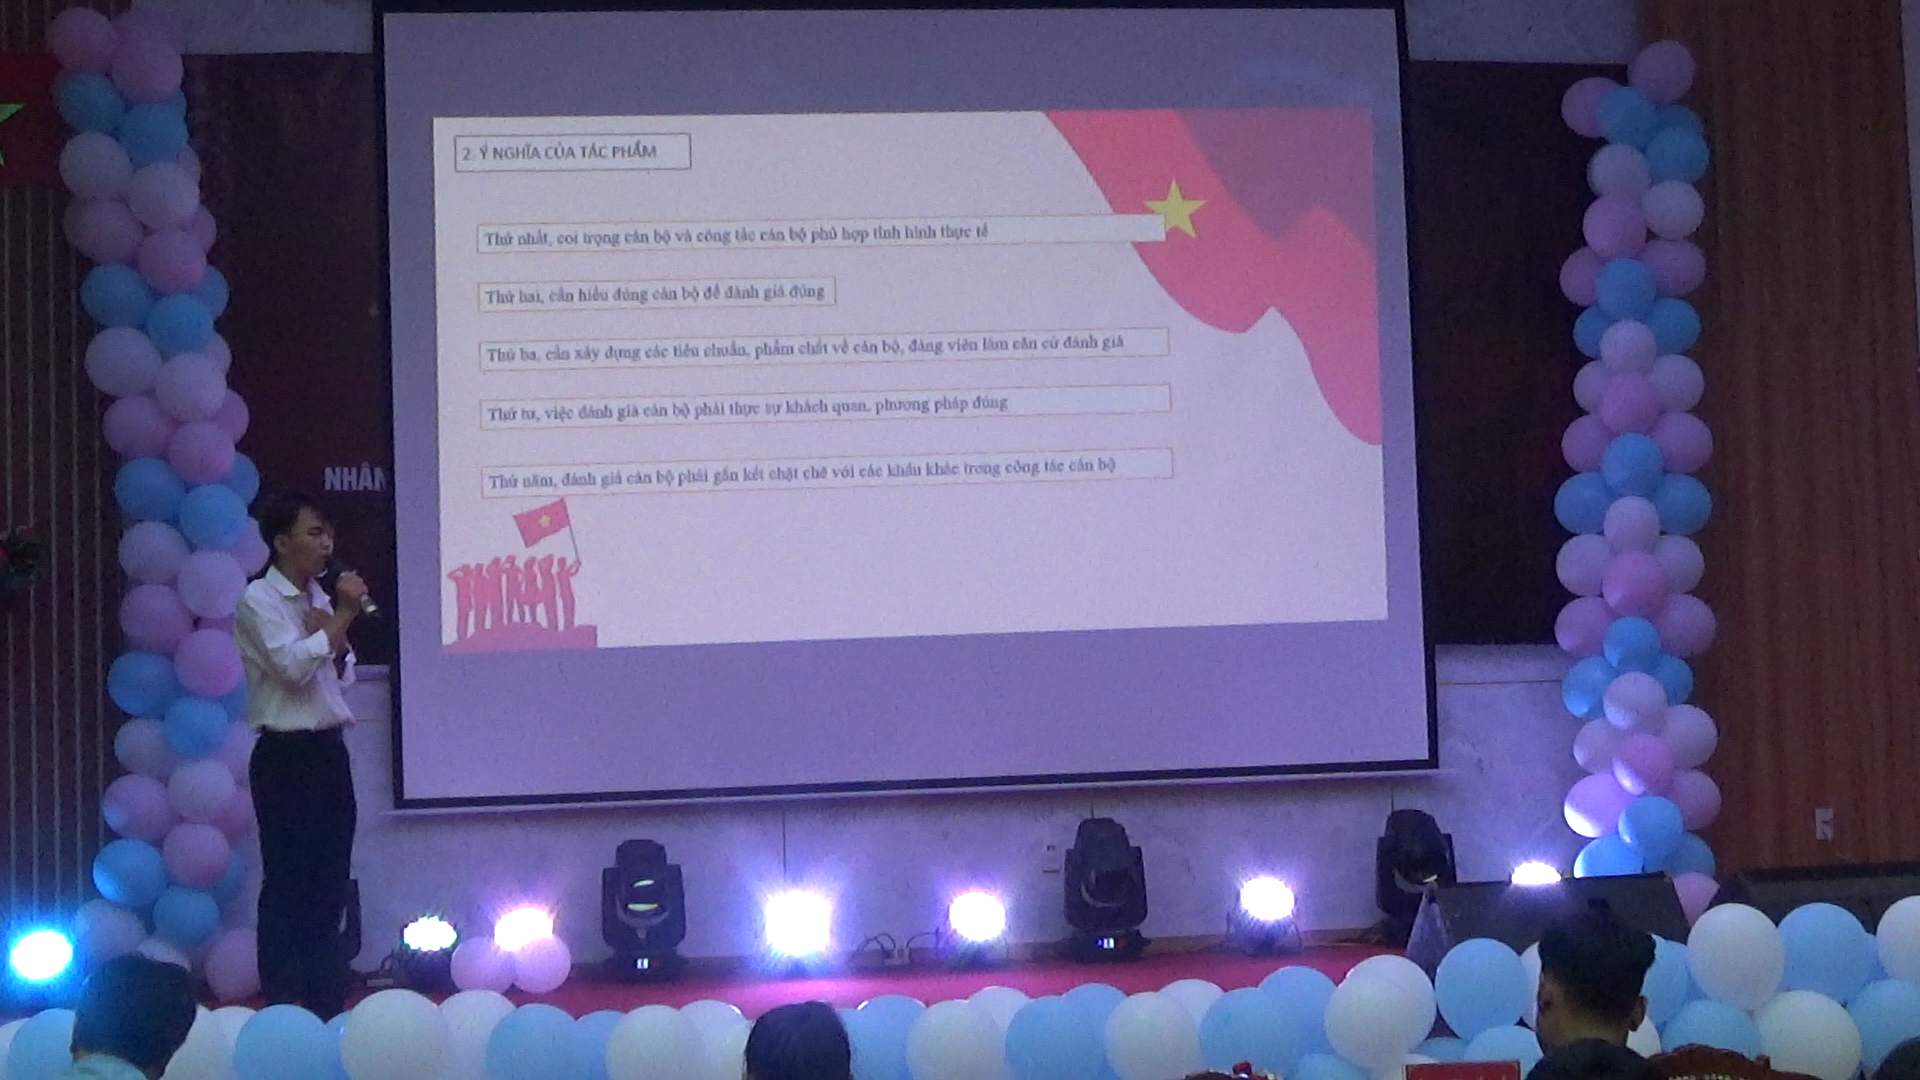 2. Ý NGHĨA CỦA TÁC PHẨM
Thứ nhất, coi trọng cán bộ và công tác cán bộ phù hợp tình hình thực tế
Thứ hai, cần hiểu đúng cán bộ để đánh giá đúng
Thứ ba, cần xây dựng các tiêu chuẩn, phẩm chất về cán bộ, đảng viên làm căn cứ đánh giá
Thứ tư, việc đánh giá cán bộ phải thực sự khách quan, phương pháp đúng
Thứ năm, đánh giá cán bộ phải gắn kết chặt chẽ với các khâu khác trong công tác cán bộ
NHÂN